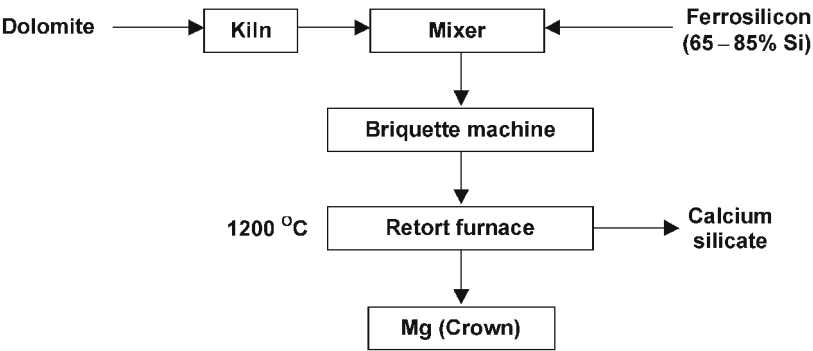 Dolomite
Kiln
Mixer
Ferrosilicon
(65 – 85% Si)
Briquette machine
1200 °C
Retort furnace
Calcium
silicate
Mg (Crown)